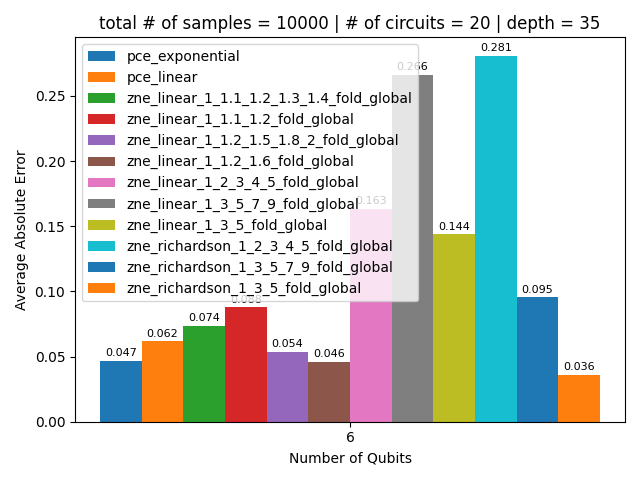 total # of samples = 10000 | # of circuits = 20 | depth = 35
pce_exponential
pce_linear
zne_linear_1_1.1_1.2_1.3_1.4_fold_global
zne_linear_1_1.1_1.2_fold_global
zne_linear_1_1.2_1.5_1.8_2_fold_global
zne_linear_1_1.2_1.6_fold_global
zne_linear_1_2_3_4_5_fold_global
zne_linear_1_3_5_7_9_fold_global
zne_linear_1_3_5_fold_global
zne_richardson_1_2_3_4_5_fold_global
zne_richardson_1_3_5_7_9_fold_global
zne_richardson_1_3_5_fold_global
Average Absolute Error
0.25
0.20
0.15
0.10
0.05
0.00
0.047
0.062
0.074
0.088
0.054
0.046
0.163
0.266
0.144
0.281
0.095
0.036
6
Number of Qubits